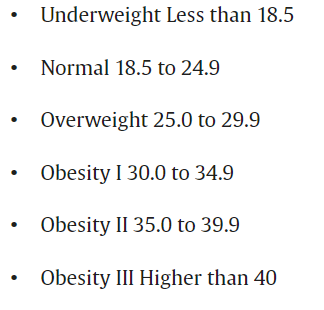 • Underweight Less than 18.5
• Normal 18.5 to 24.9
• Overweight 25.0 to 29.9
• Obesity I 30.0 to 34.9
• Obesity II 35.0 to 39.9
• Obesity III Higher than 40